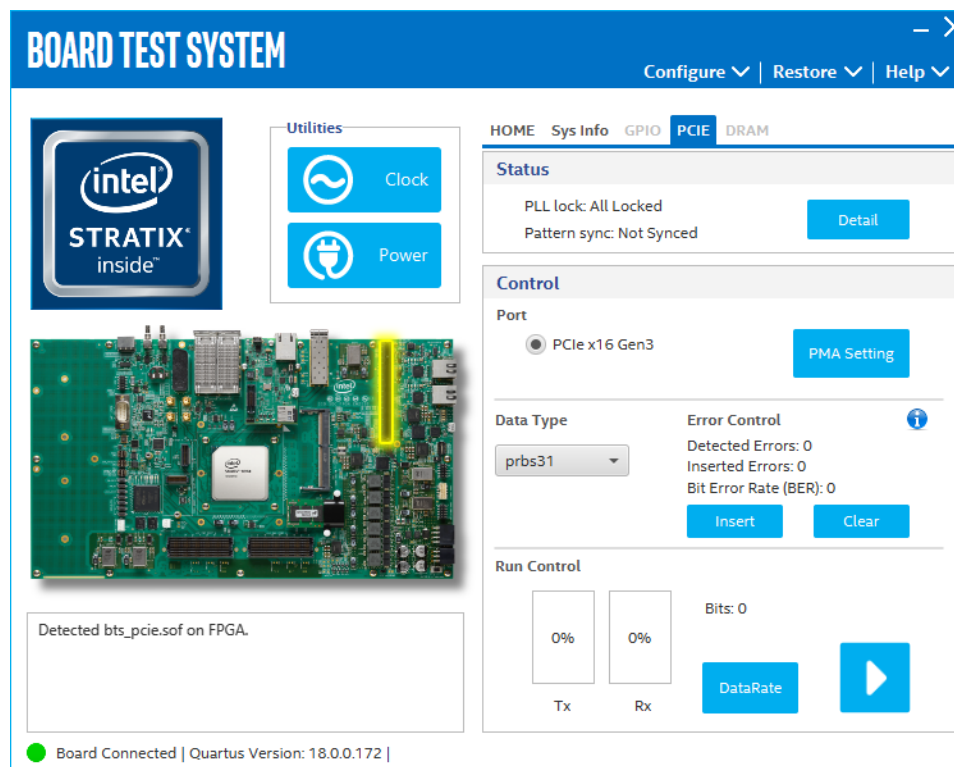 BOARD TEST SYSTEM
Configure
Restore
Help
intel
STRATIX
inside™
Utilities
Clock
Power
HOME Sys Info GPIO PCIE DRAM
Status
PLL lock: All Locked
Pattern sync: Not Synced
Detail
Control
Port
PCIe x16 Gen3
PMA Setting
Data Type
prbs31
Error Control
Detected Errors: 0
Inserted Errors: 0
Bit Error Rate (BER): 0
Insert
Clear
Run Control
0%
0%
Tx
Rx
Bits: 0
DataRate
intel
Detected bts_pcie.sof on FPGA.
Board Connected | Quartus Version: 18.0.0.172 |